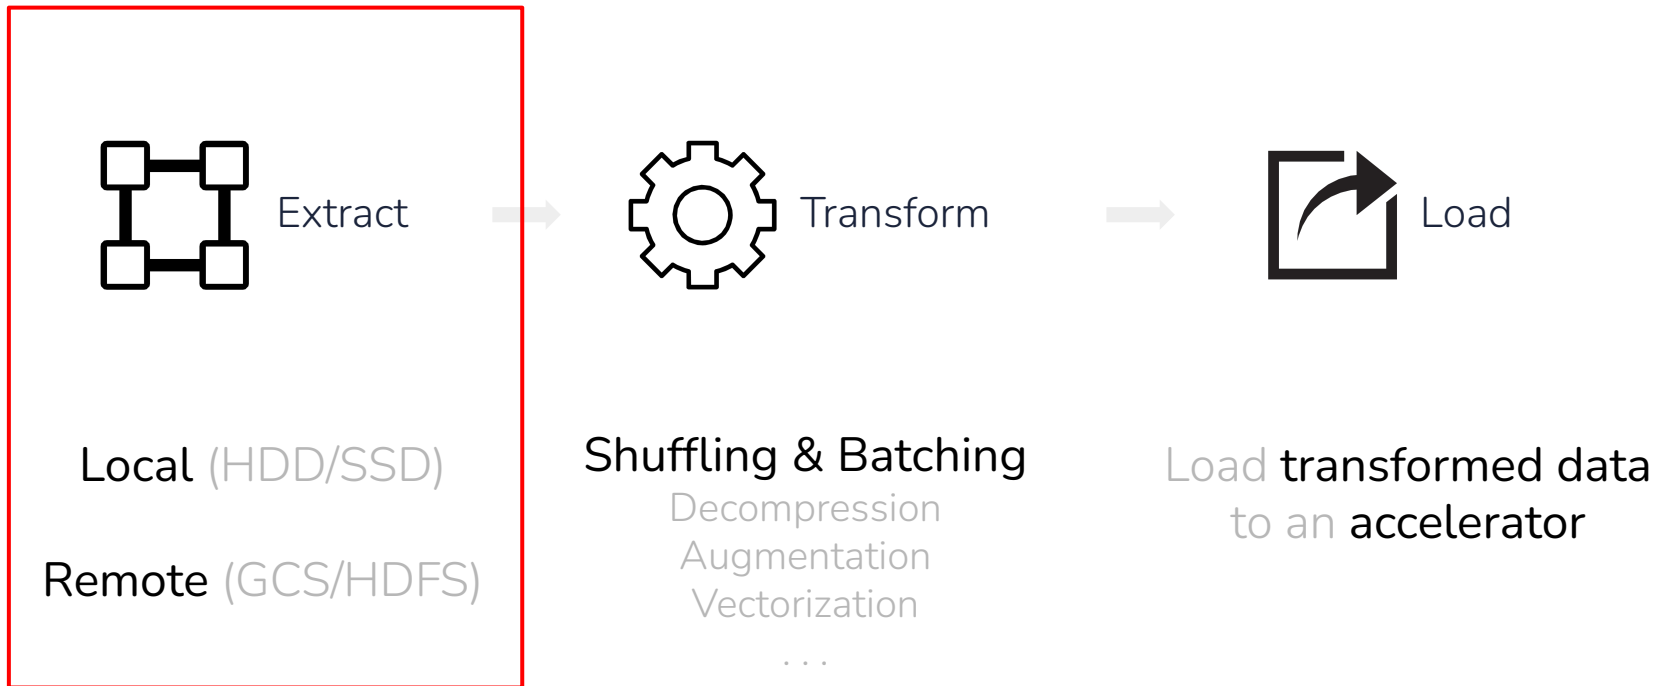 Extract
Transform
Load
Local (HDD/SSD)
Remote (GCS/HDFS)
Shuffling & Batching
Decompression
Augmentation
Vectorization
. . .
Load transformed data
to an accelerator